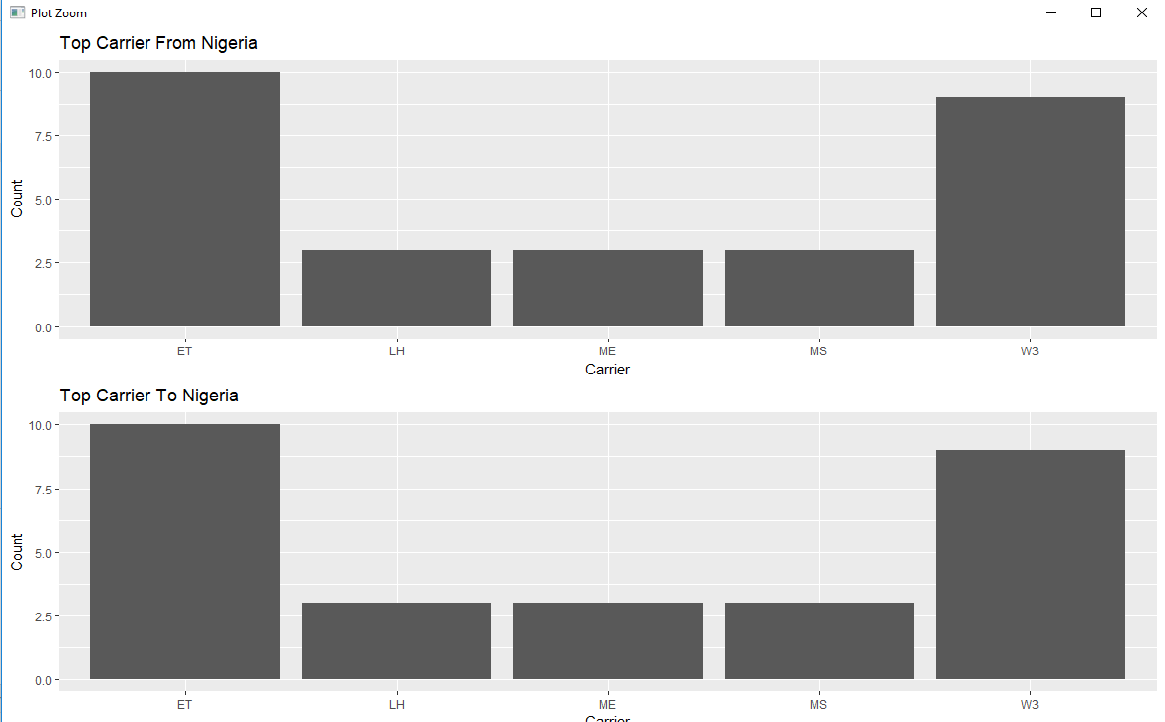 Plot Zoom
Top Carrier From Nigeria
10.0
7.5
5.0
2.5
0.0
Count
ET LH ME MS W3
Carrier
Top Carrier To Nigeria
10.0
7.5
5.0
2.5
0.0
Count
ET LH ME MS W3
Carrier